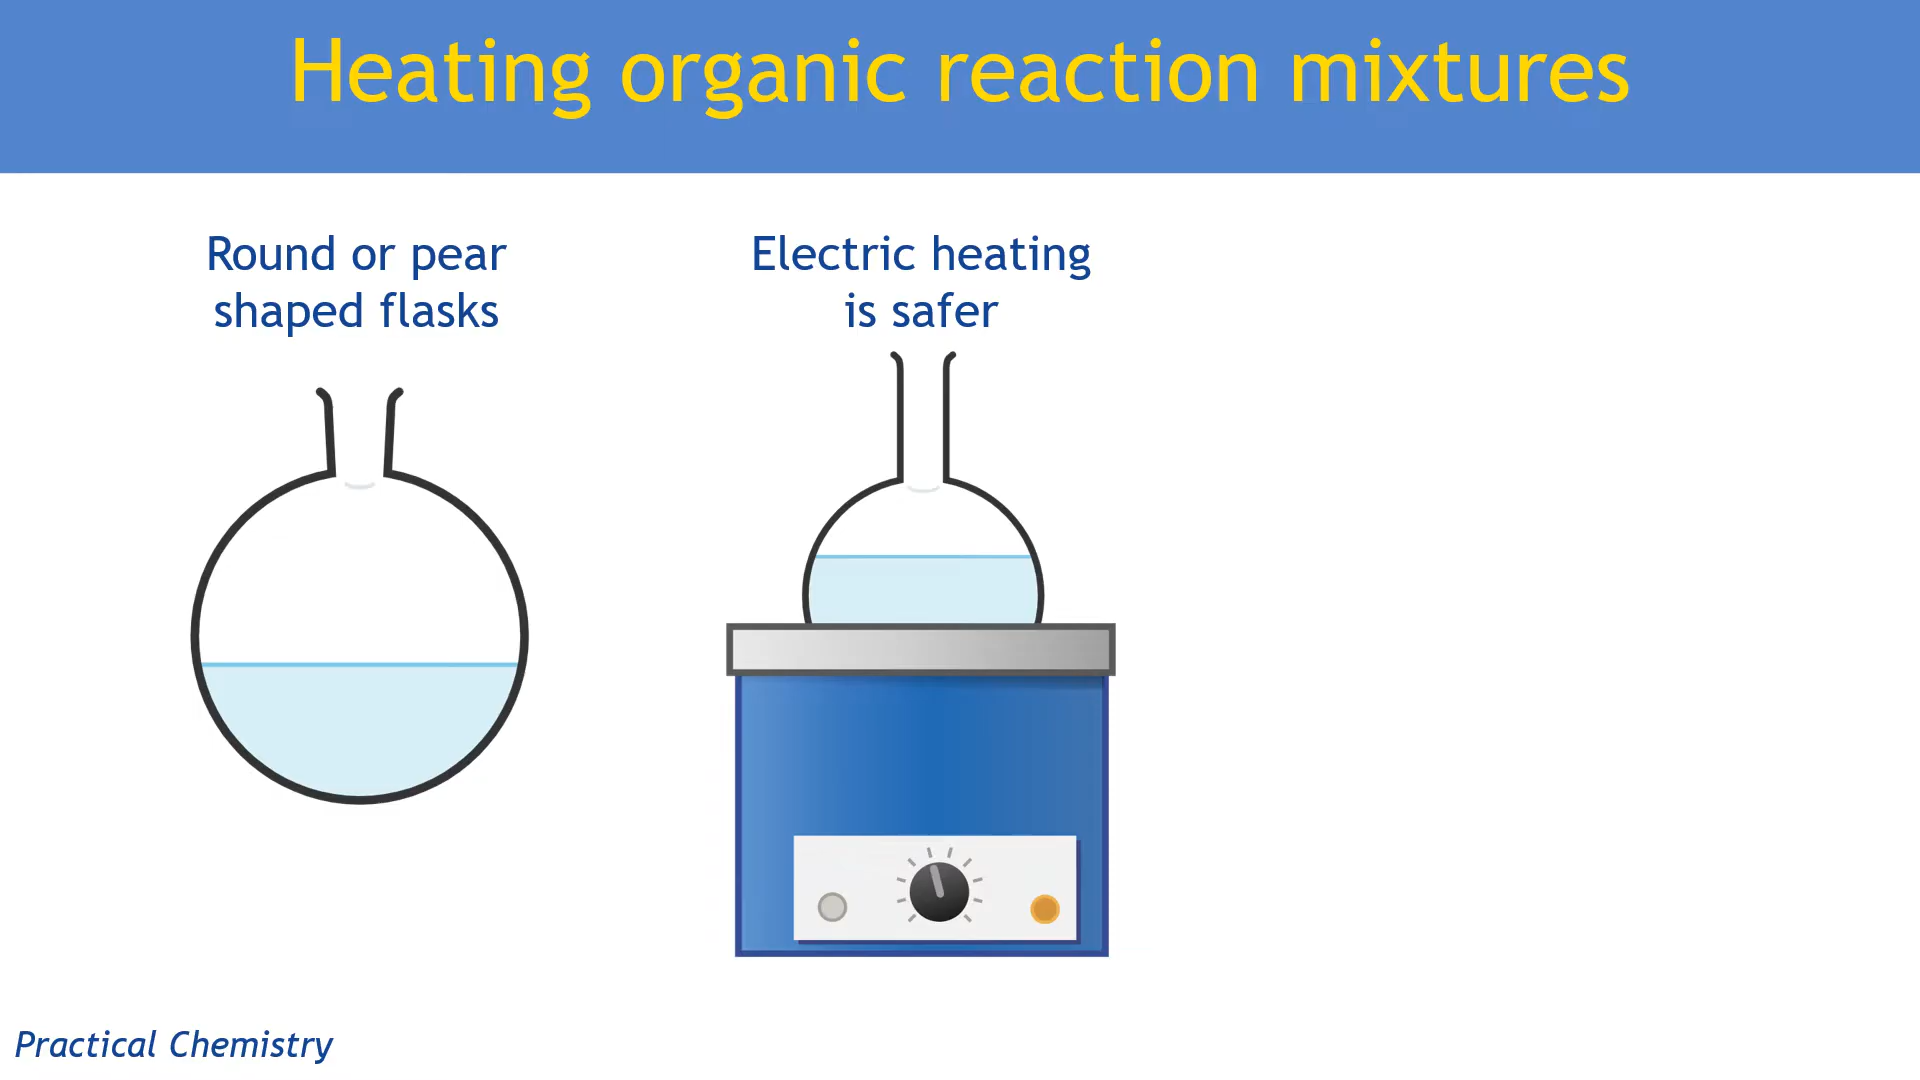 Heating organic reaction mixtures
Round or pear
shaped flasks
Electric heating
is safer
Practical Chemistry